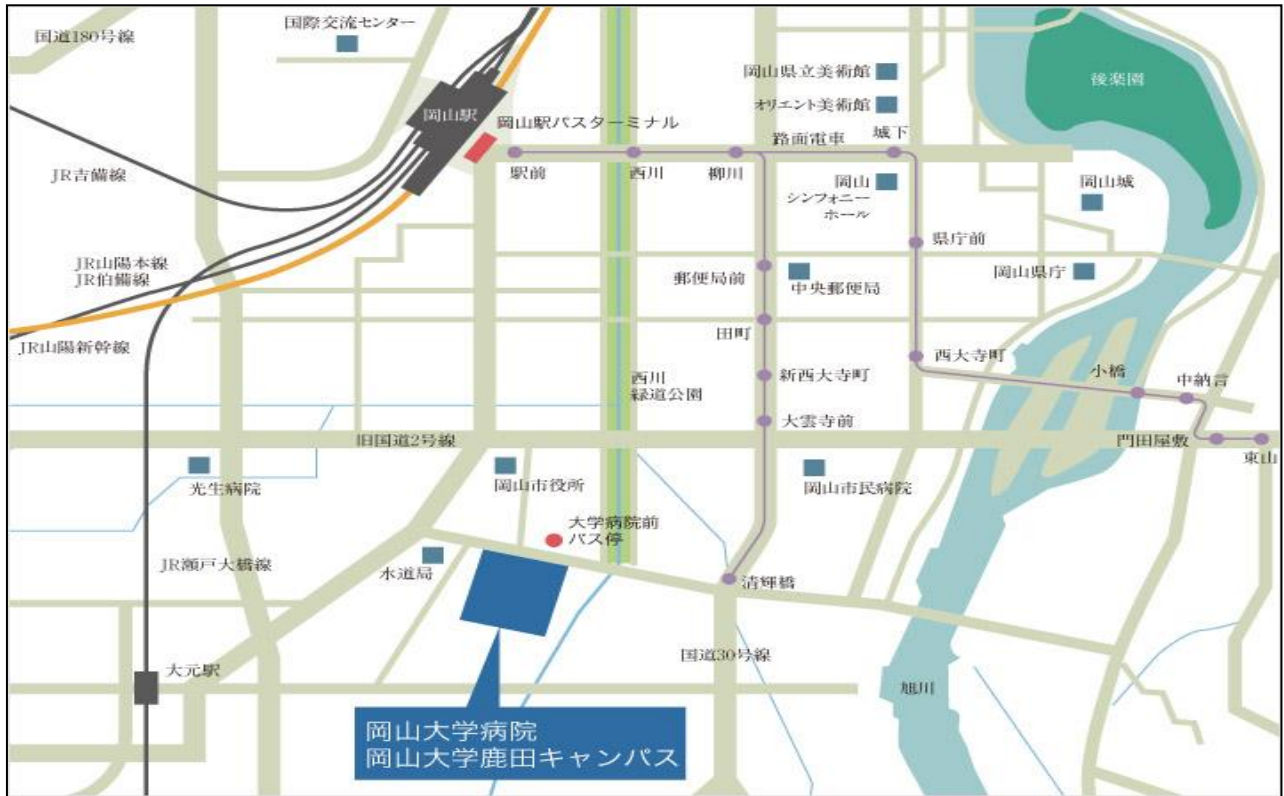 国際交流センター
国道180号線
岡山県立美術館
後楽園
オリエント美術館
岡山駅
岡山駅バスターミナル
路面電車
城下
JR吉備線
駅前
西川
柳川
岡山
シンフォニー
ホール
岡山城
県庁前
JR山陽本線
JR伯備線
郵便局前
中央郵便局
岡山県庁
田町
JR山陽新幹線
西大寺町
小橋
中納言
西川
緑道公園
新西大寺町
大雲寺前
旧国道2号線
門田屋敷
東山
光生病院
岡山市役所
岡山市民病院
大学病院前
バス停
JR瀬戸大橋線
水道局
清輝橋
国道30号線
大元駅
旭川
岡山大学病院
岡山大学鹿田キャンパス